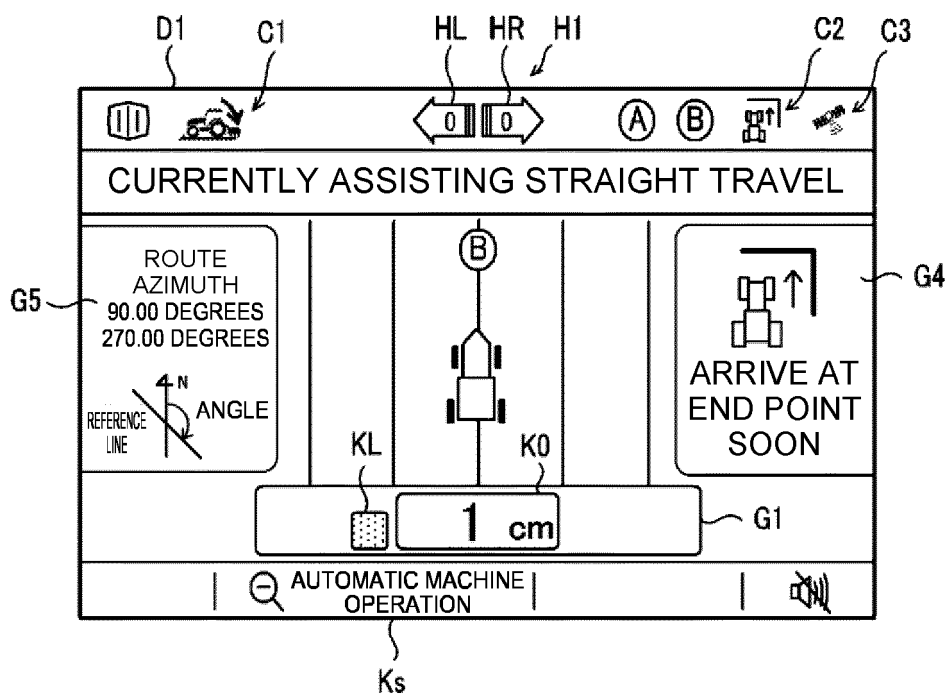 D1 C1 HL HR H1 C2 C3
0 0 A B
CURRENTLY ASSISTING STRAIGHT TRAVEL
B
ROUTE
AZIMUTH
90.00 DEGREES
270.00 DEGREES
G5
N
ANGLE
REFERENCE
LINE
G4
ARRIVE AT
END POINT
SOON
KL K0
1 cm
G1
AUTOMATIC MACHINE
OPERATION
Ks